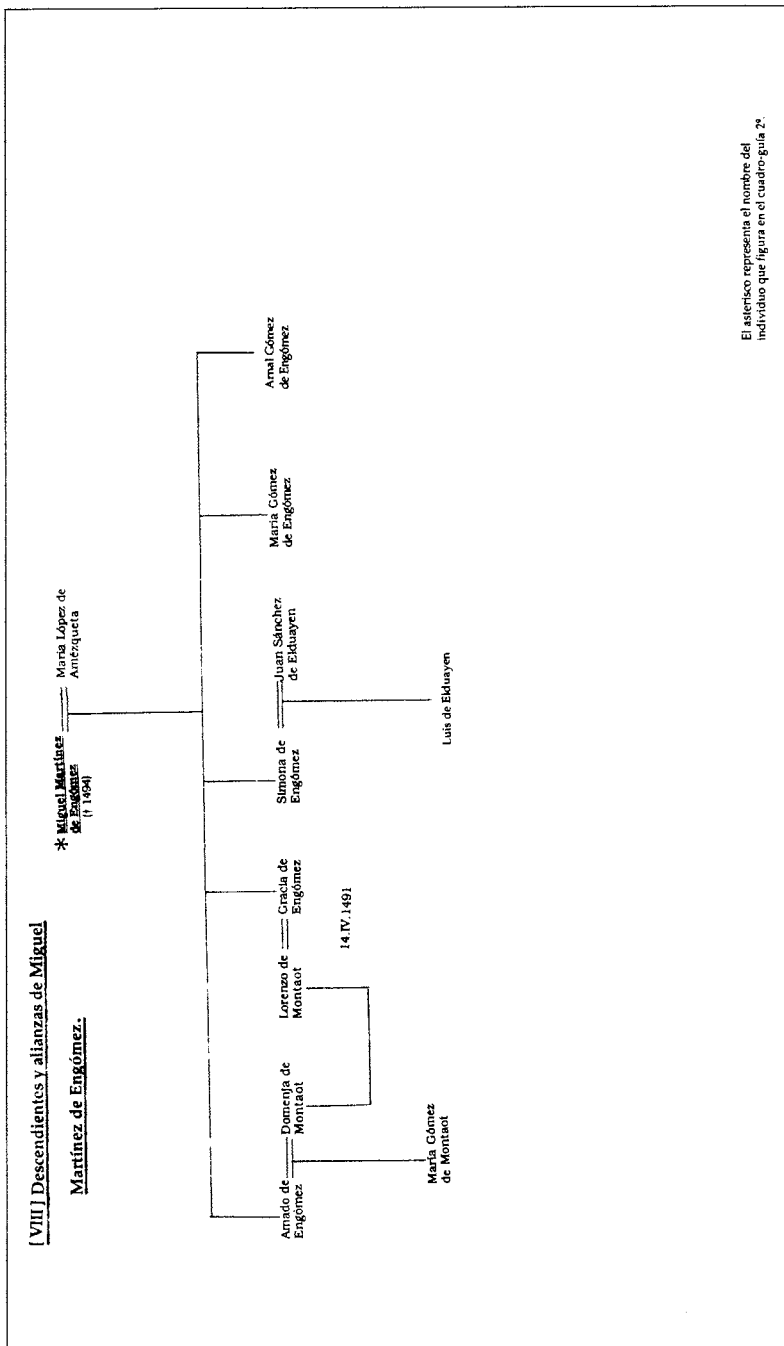 [VIII] Descendientes y alianzas de Miguel
Martínez de Engómez.
* Miguel Martínez
de Engómez
(† 1494)
María López de
Amézqueta
Amado de
Engómez
Domenja de
Montaot
Lorenzo de
Montaot
Gracia de
Engómez
14.IV.1491
Simona de
Engómez
Juan Sánchez
de Elduayen
María Gómez
de Engómez
Arnal Gómez
de Engómez
María Gómez
de Montaot
Luis de Elduayen
El asterisco representa el nombre del
individuo que figura en el cuadro-guía 2º.